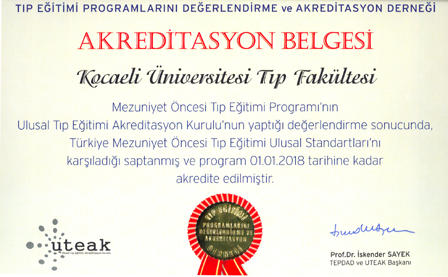 TIP EĞİTİMİ PROGRAMLARINI DEĞERLENDİRME ve AKREDİTASYON DERNEĞİ
AKREDİTASYON BELGESİ
Kocaeli Üniversitesi Tıp Fakültesi
Mezuniyet Öncesi Tıp Eğitimi Programı'nın
Ulusal Tıp Eğitimi Akreditasyon Kurulu'nun yaptığı değerlendirme sonucunda,
Türkiye Mezuniyet Öncesi Tıp Eğitimi Ulusal Standartları'nı
karşıladığı saptanmış ve program 01.01.2018 tarihine kadar
akredite edilmiştir.
TIP EĞİTİMİ
PROGRAMLARINI
DEĞERLENDİRME ve
AKREDİTASYON
DERNEĞİ
uteak
Prof.Dr. İskender SAYEK
TEPDAD ve UTEAK Başkanı